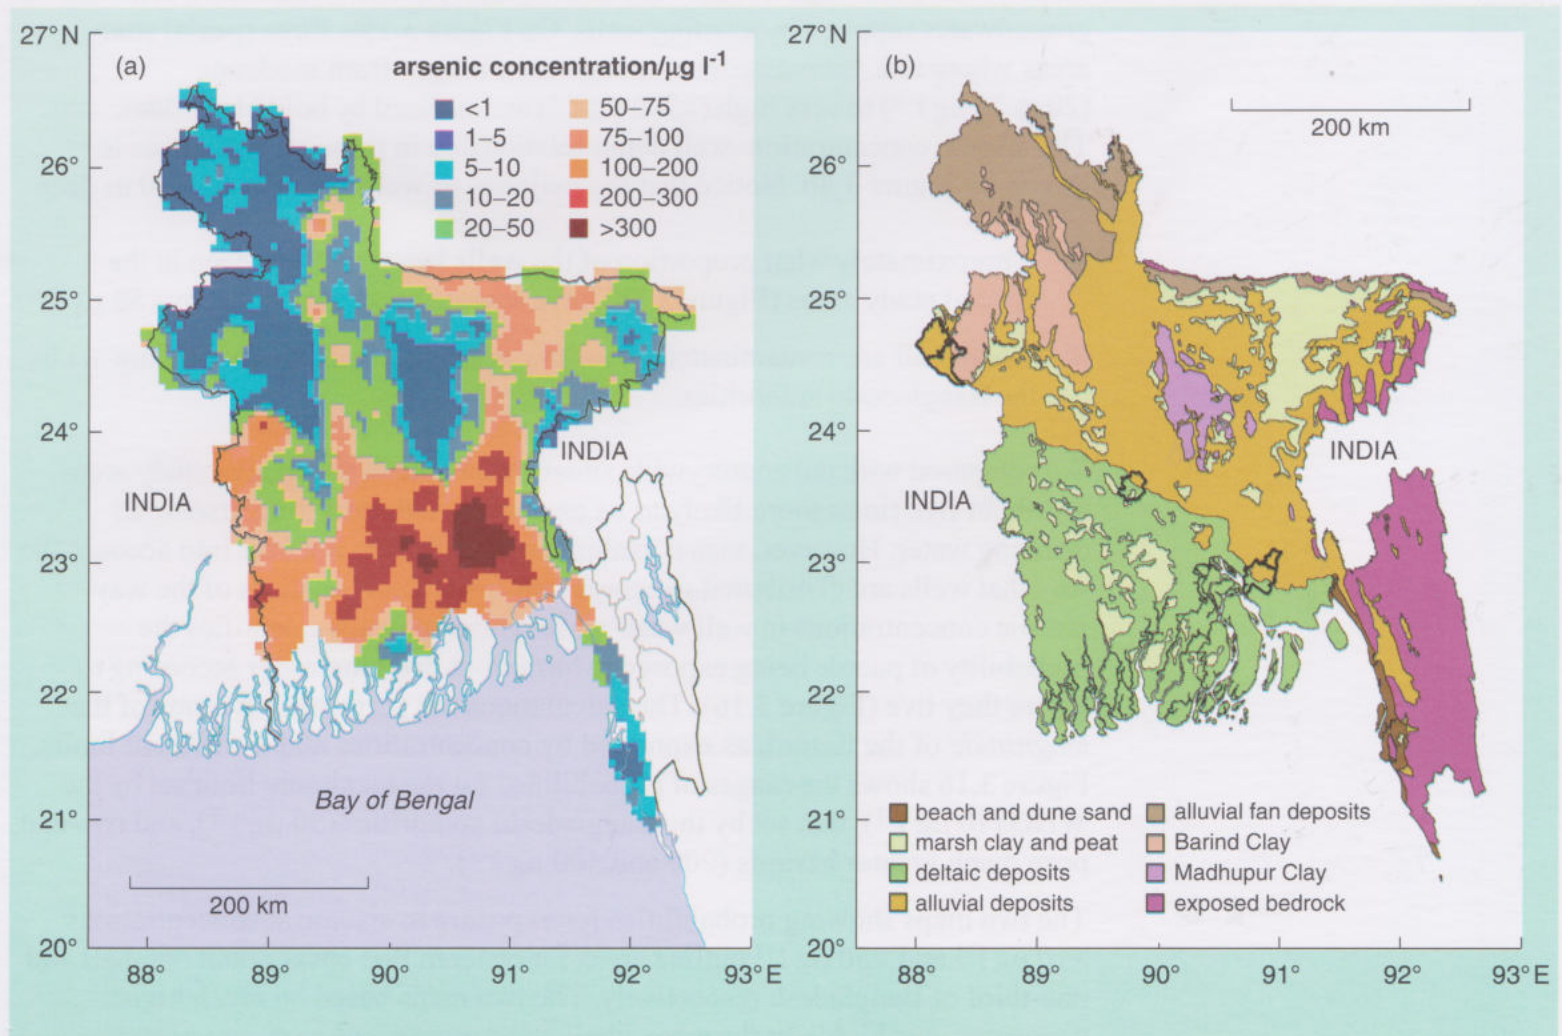 27° N
26°
25°
24°
23°
22°
21°
20°
88°
89°
90°
91°
92°
93° E
(a)
arsenic concentration/µg l⁻¹
<1
1–5
5–10
10–20
20–50
50–75
75–100
100–200
200–300
>300
INDIA
INDIA
Bay of Bengal
200 km
27° N
26°
25°
24°
23°
22°
21°
20°
88°
89°
90°
91°
92°
93° E
(b)
200 km
INDIA
INDIA
beach and dune sand
marsh clay and peat
deltaic deposits
alluvial deposits
alluvial fan deposits
Barind Clay
Madhupur Clay
exposed bedrock